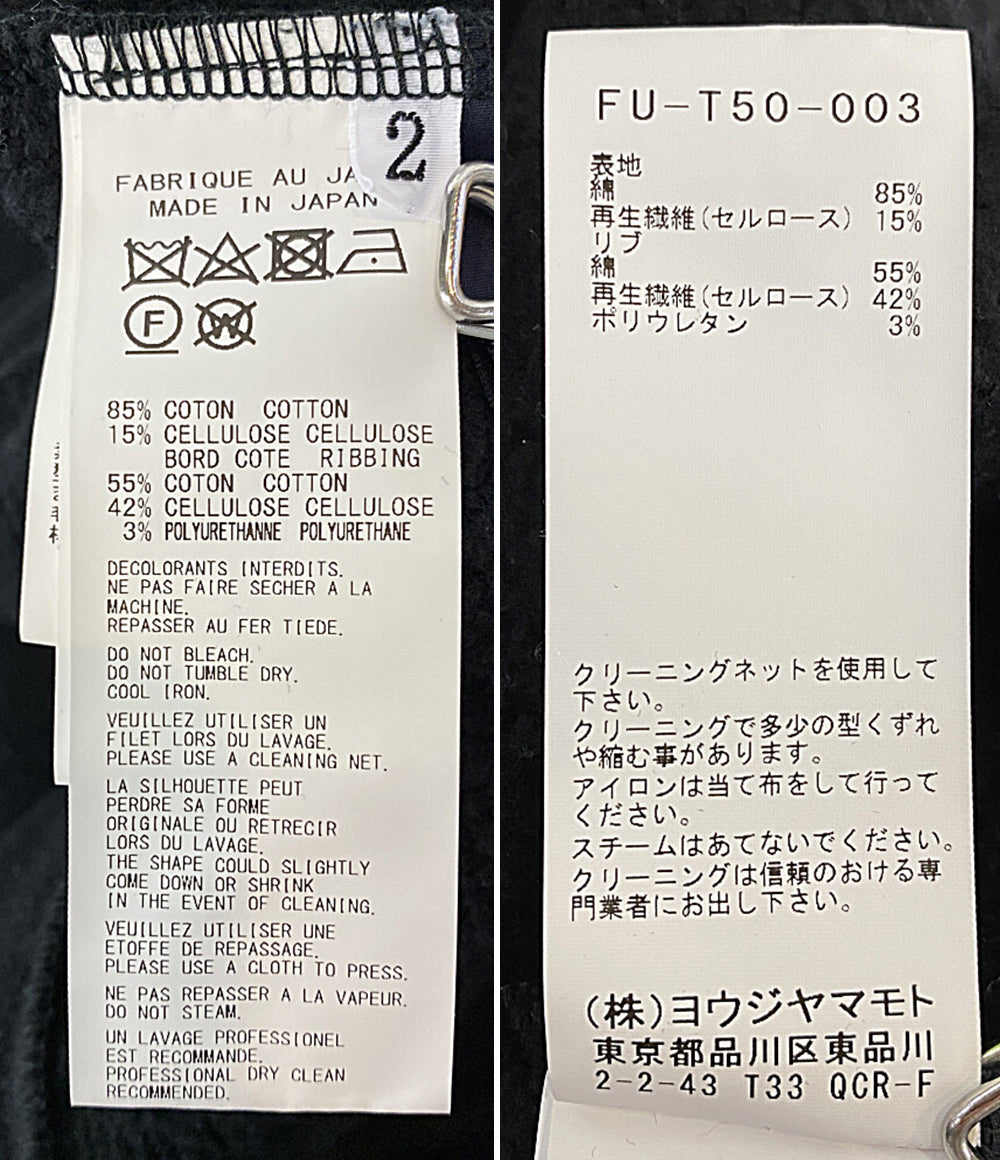 2
FABRIQUE AU JA
MADE IN JAPAN
F
W
85% COTON COTTON
15% CELLULOSE CELLULOSE
BORD COTE RIBBING
55% COTON COTTON
42% CELLULOSE CELLULOSE
3% POLYURETHANNE POLYURETHANE
DECOLORANTS INTERDITS.
NE PAS FAIRE SECHER A LA
MACHINE.
REPASSER AU FER TIEDE.
DO NOT BLEACH.
DO NOT TUMBLE DRY.
COOL IRON.
VEUILLEZ UTILISER UN
FILET LORS DU LAVAGE.
PLEASE USE A CLEANING NET.
LA SILHOUETTE PEUT
PERDRE SA FORME
ORIGINALE OU RETRECIR
LORS DU LAVAGE.
THE SHAPE COULD SLIGHTLY
COME DOWN OR SHRINK
IN THE EVENT OF CLEANING.
VEUILLEZ UTILISER UNE
ETOFFE DE REPASSAGE.
PLEASE USE A CLOTH TO PRESS.
NE PAS REPASSER A LA VAPEUR.
DO NOT STEAM.
UN LAVAGE PROFESSIONEL
EST RECOMMANDE.
PROFESSIONAL DRY CLEAN
RECOMMENDED.
FU-T50-003
表地
綿 85%
再生繊維(セルロース) 15%
リブ
綿 55%
再生繊維(セルロース) 42%
ポリウレタン 3%
クリーニングネットを使用して
下さい。
クリーニングで多少の型くずれ
や縮む事があります。
アイロンは当て布をして行って
ください。
スチームはあてないでください。
クリーニングは信頼のおける専
門業者にお出し下さい。
(株)ヨウジヤマモト
東京都品川区東品川
2-2-43 T33 QCR-F